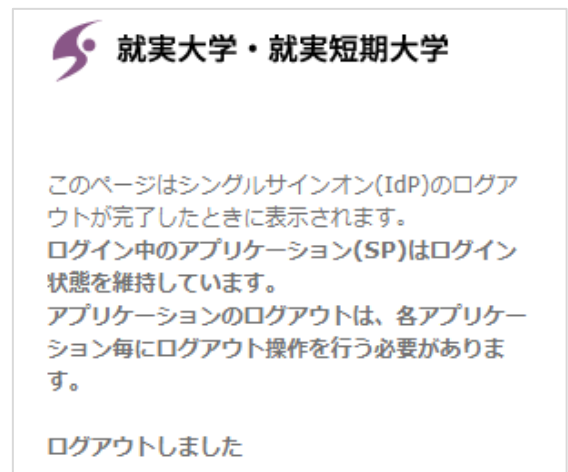 就実大学・就実短期大学
このページはシングルサインオン(IdP)のログア
ウトが完了したときに表示されます。
ログイン中のアプリケーション(SP)はログイン
状態を維持しています。
アプリケーションのログアウトは、各アプリケー
ション毎にログアウト操作を行う必要がありま
す。
ログアウトしました